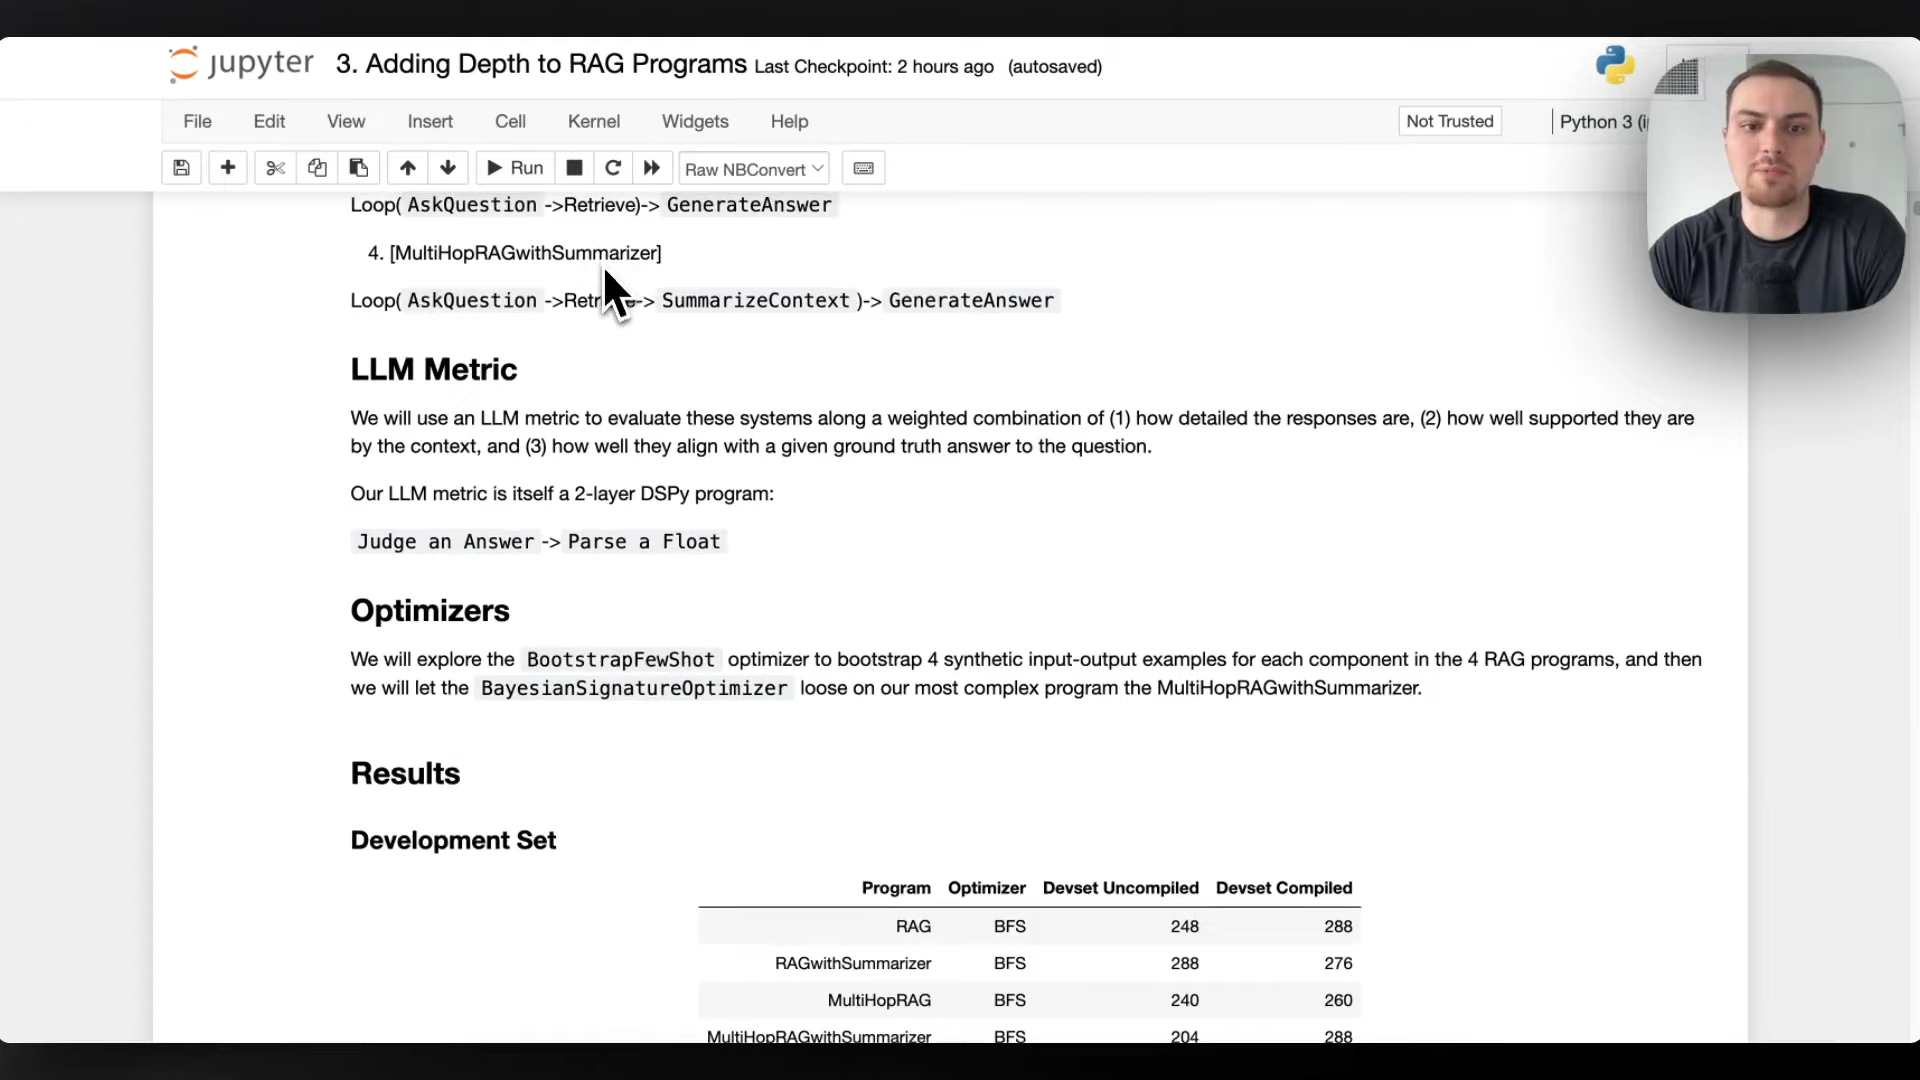 jupyter 3. Adding Depth to RAG Programs Last Checkpoint: 2 hours ago (autosaved)
File Edit View Insert Cell Kernel Widgets Help Not Trusted Python 3 (i
Run Raw NBConvert
Loop( AskQuestion ->Retrieve)-> GenerateAnswer
4. [MultiHopRAGwithSummarizer]
Loop( AskQuestion -> -> SummarizeContext )-> GenerateAnswer
LLM Metric
We will use an LLM metric to evaluate these systems along a weighted combination of (1) how detailed the responses are, (2) how well supported they are
by the context, and (3) how well they align with a given ground truth answer to the question.
Our LLM metric is itself a 2-layer DSPy program:
Judge an Answer -> Parse a Float
Optimizers
We will explore the BootstrapFewShot optimizer to bootstrap 4 synthetic input-output examples for each component in the 4 RAG programs, and then
we will let the BayesianSignatureOptimizer loose on our most complex program the MultiHopRAGwithSummarizer.
Results
Development Set
Program Optimizer Devset Uncompiled Devset Compiled
RAG BFS 248 288
RAGwithSummarizer BFS 288 276
MultiHopRAG BFS 240 260
MultiHopRAGwithSummarizer BFS 204 288